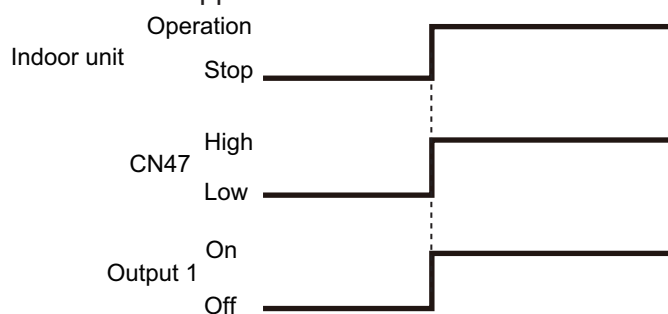 Operation
Indoor unit
Stop
High
CN47
Low
On
Output 1
Off